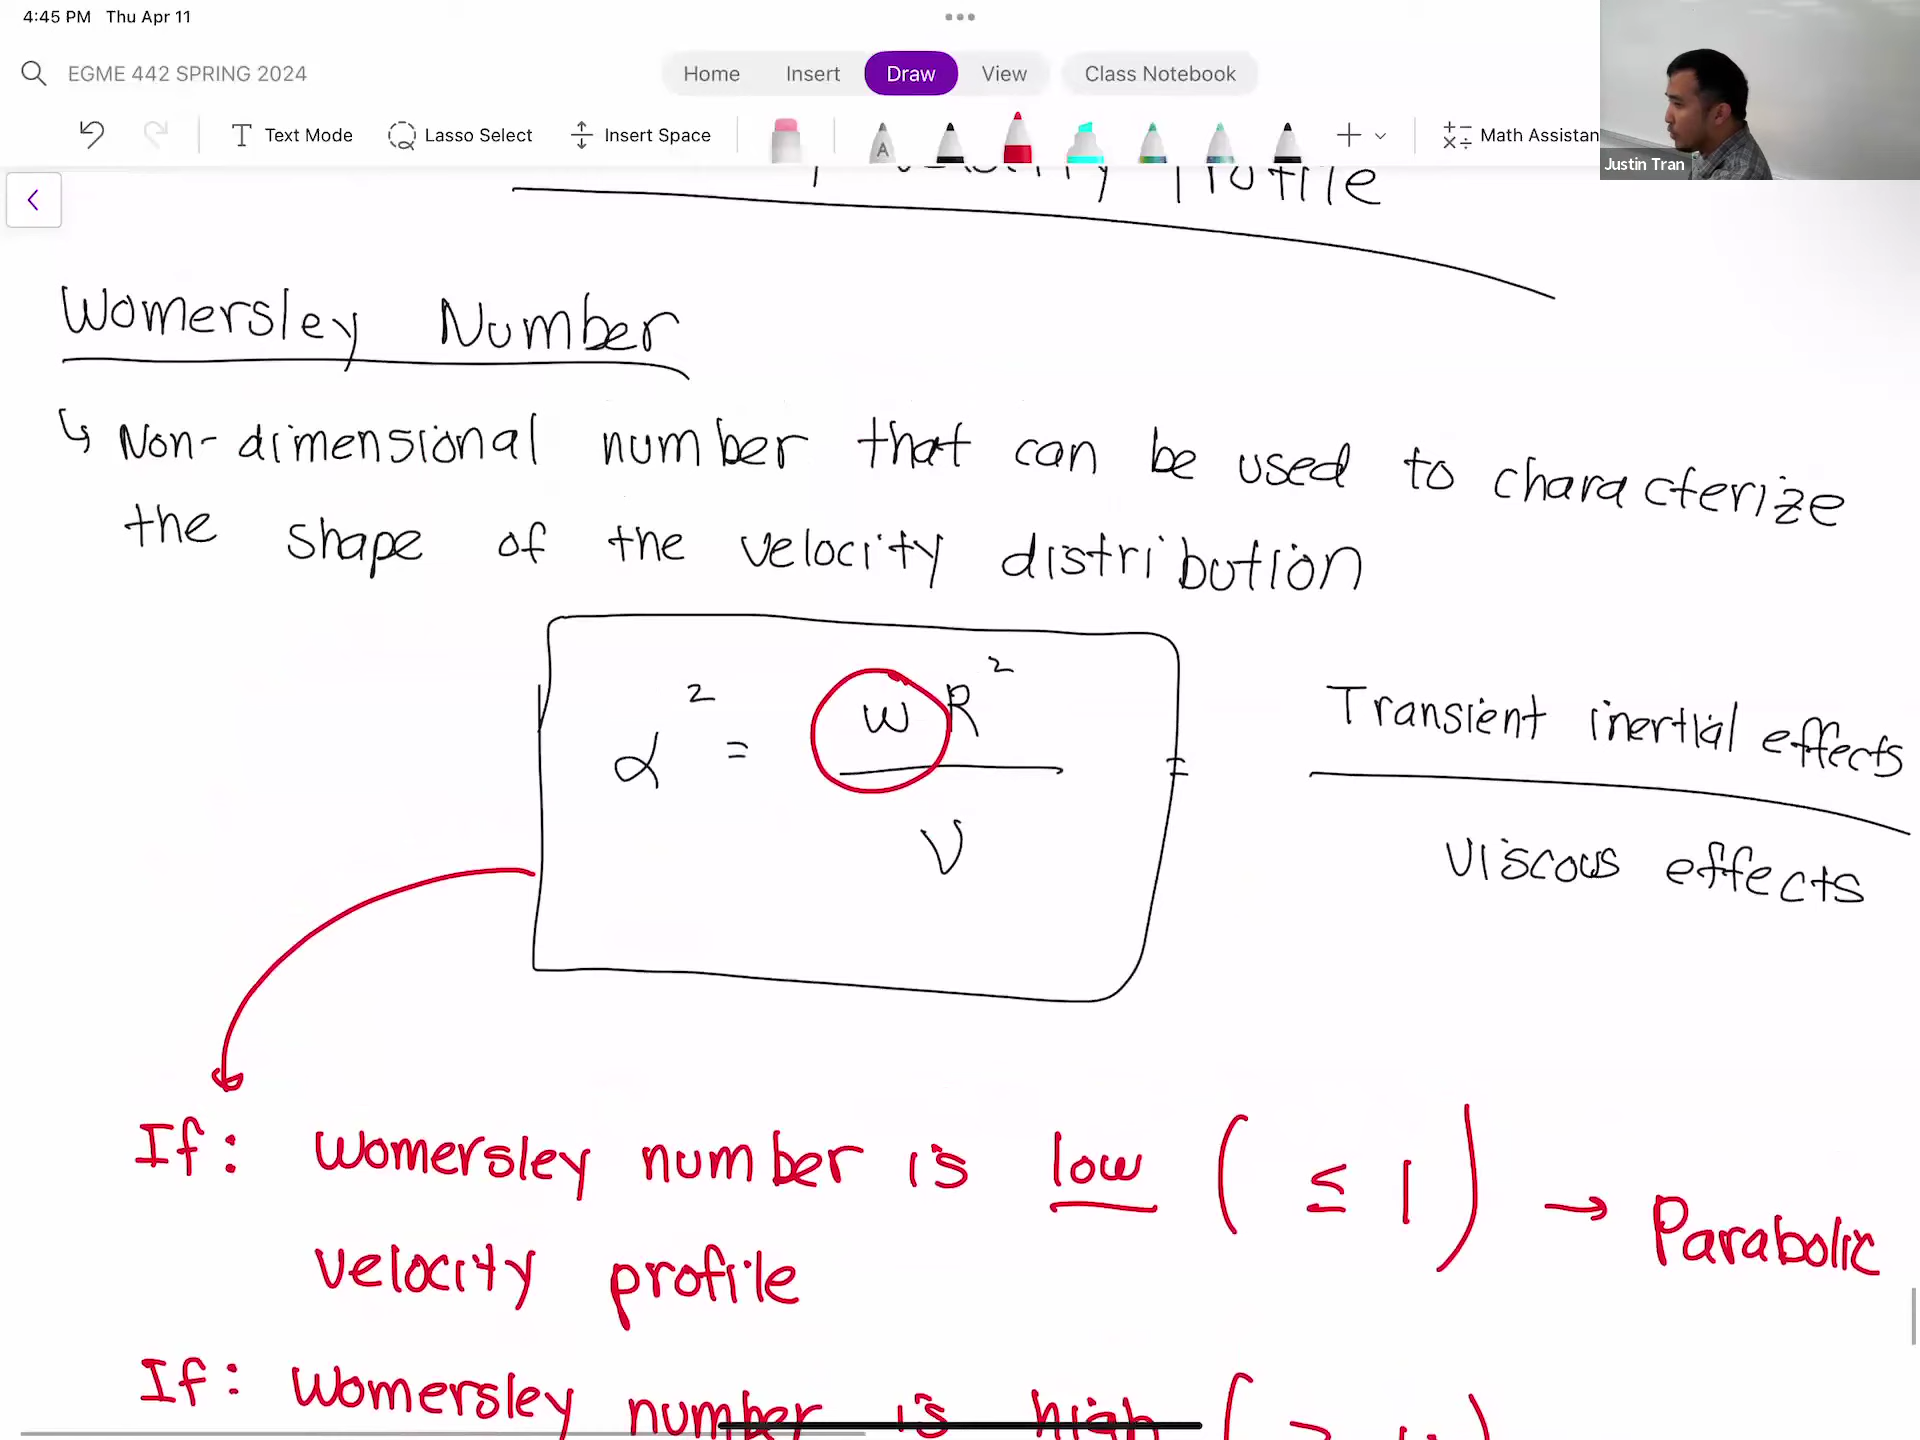 4:45 PM Thu Apr 11
EGME 442 SPRING 2024
Home Insert Draw View Class Notebook
Text Mode Lasso Select Insert Space A Math Assistan
Justin Tran
Profile
Womersley Number
↳ Non-dimensional number that can be used to characterize
the shape of the velocity distribution
α² = ωR² / ν = Transient inertial effects / viscous effects
If: Womersley number is low ( ≤ 1 ) → Parabolic
velocity profile
If: Womersley number is high (